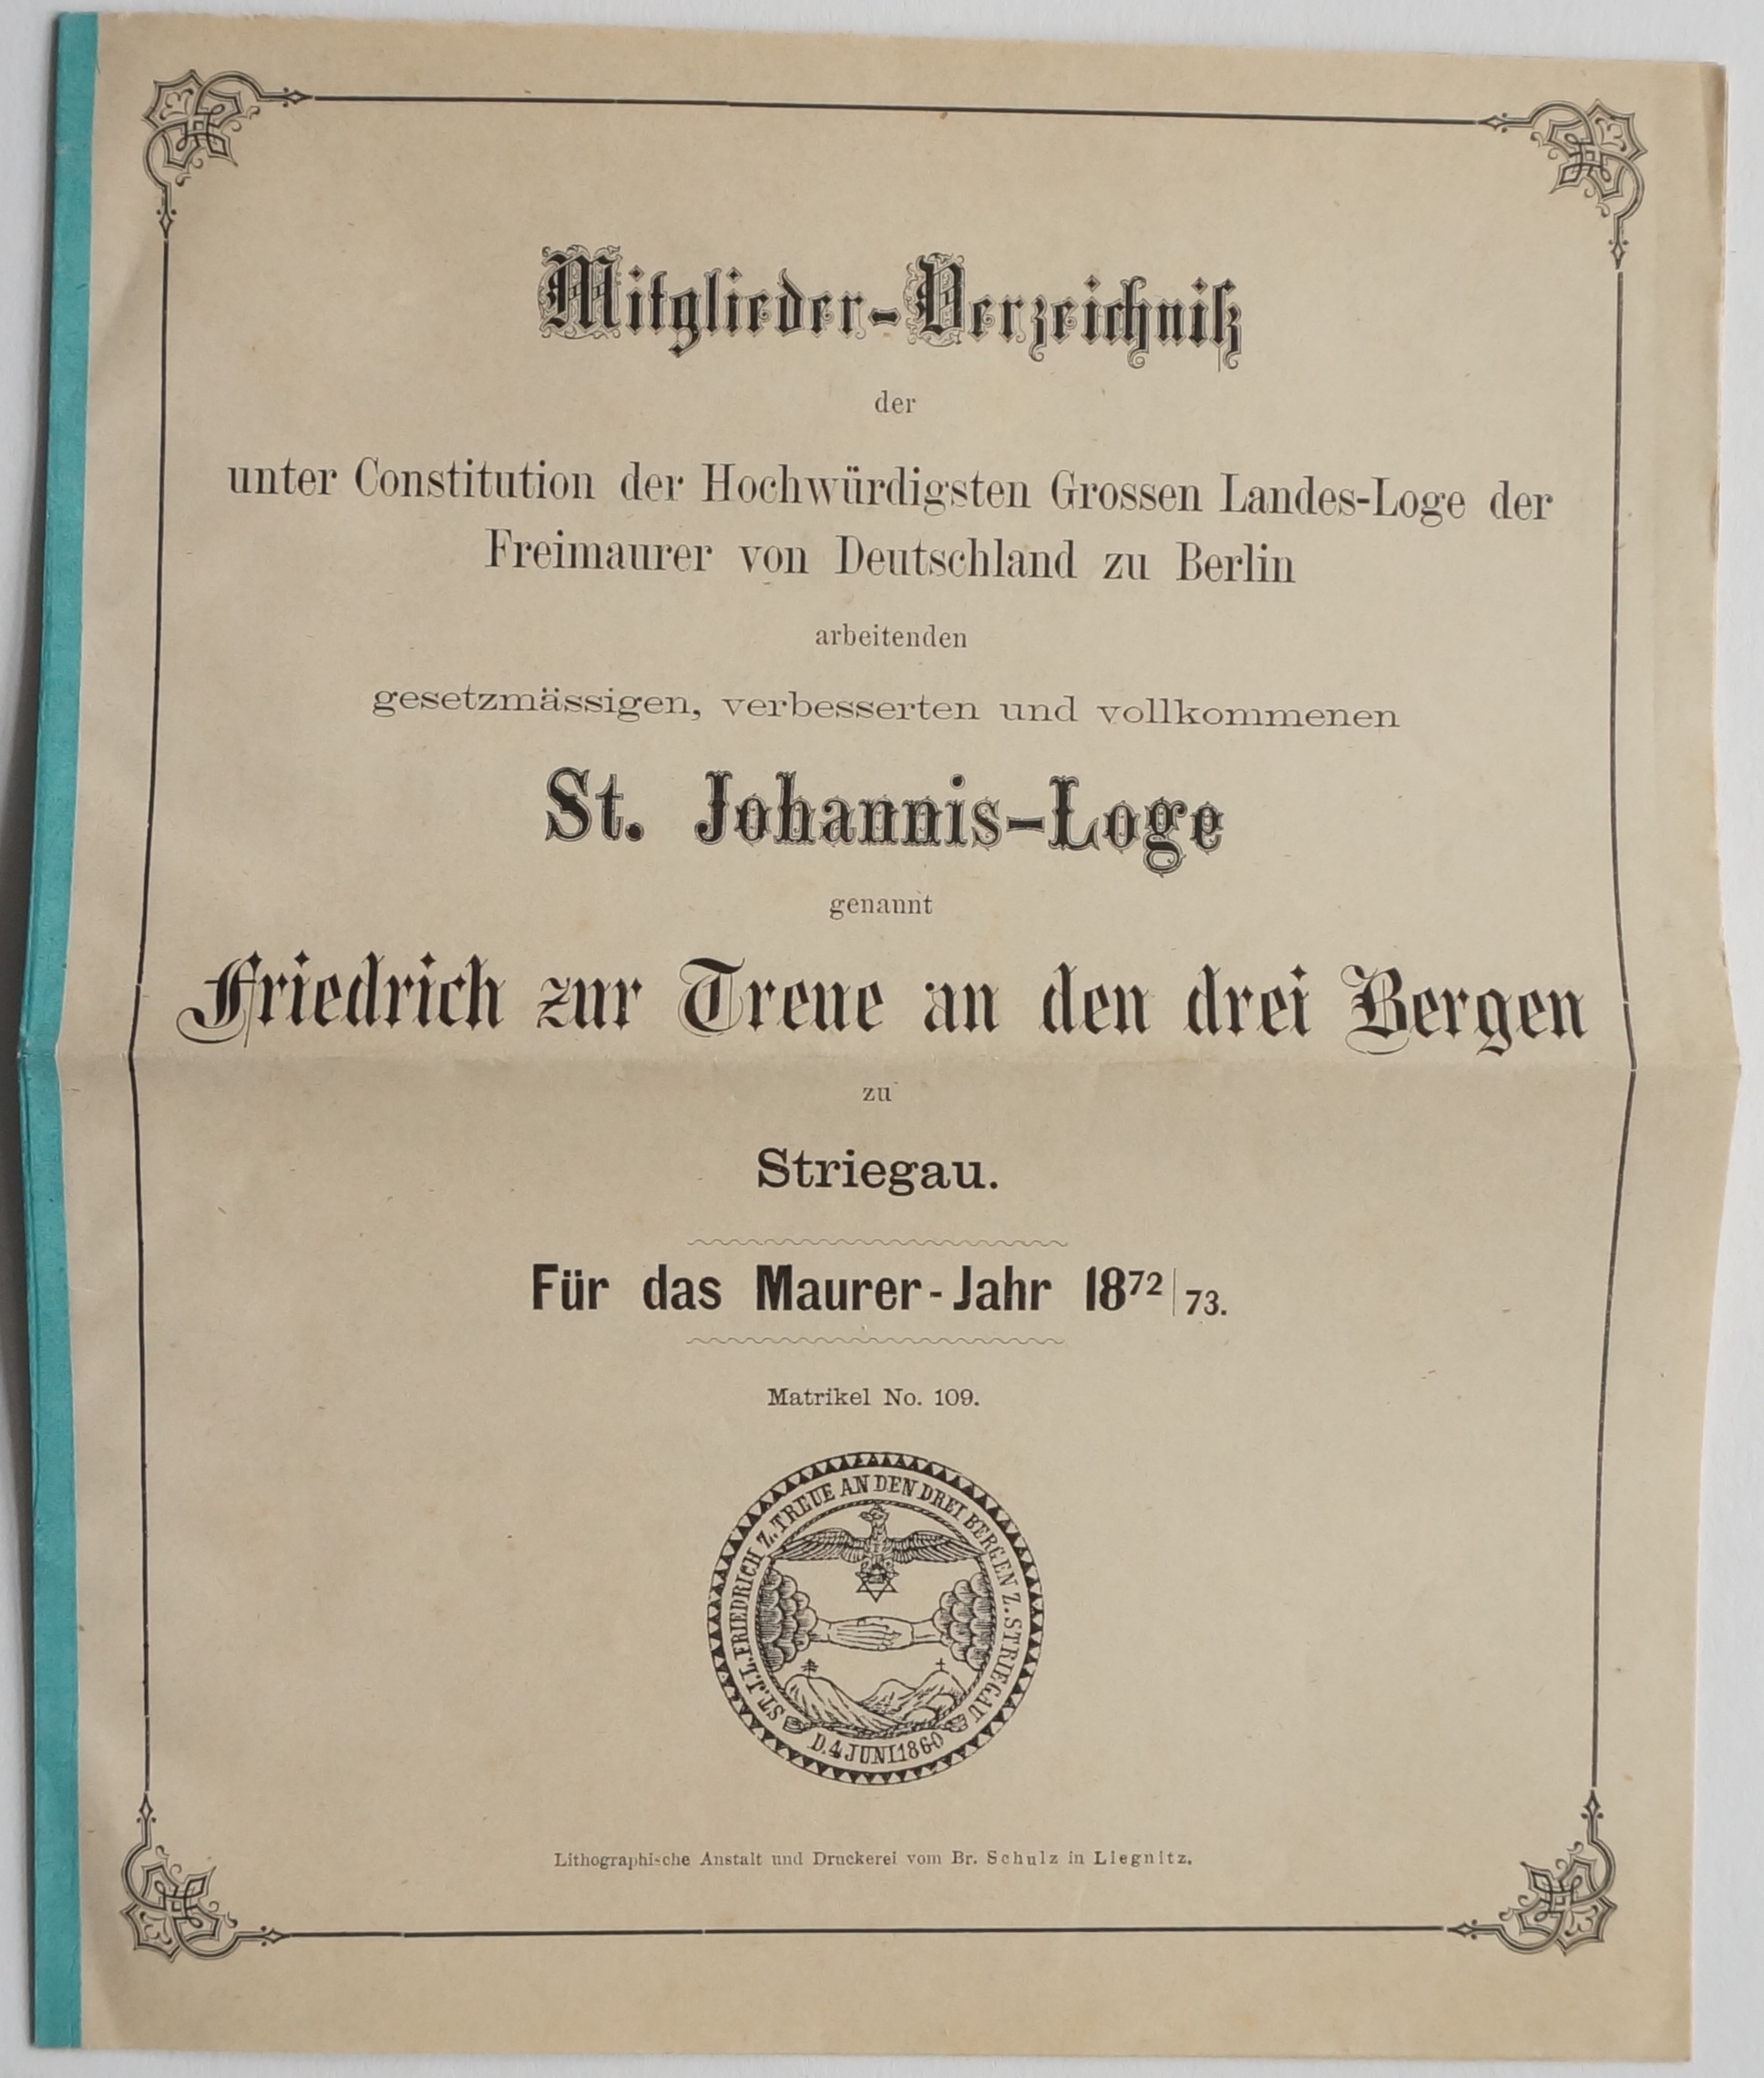 Mitglieder-Verzeichniß
der
unter Constitution der Hochwürdigsten Grossen Landes-Loge der
Freimaurer von Deutschland zu Berlin
arbeitenden
gesetzmässigen, verbesserten und vollkommenen
St. Johannis-Loge
genannt
Friedrich zur Treue an den drei Bergen
zu
Striegau.
Für das Maurer-Jahr 1872/73.
Matrikel No. 109.
ST. J. L. FRIEDRICH Z. TREUE AN DEN DREI BERGEN Z. STRIEGAU
D. 4 JUNI 1860
Lithographische Anstalt und Druckerei vom Br. Schulz in Liegnitz.